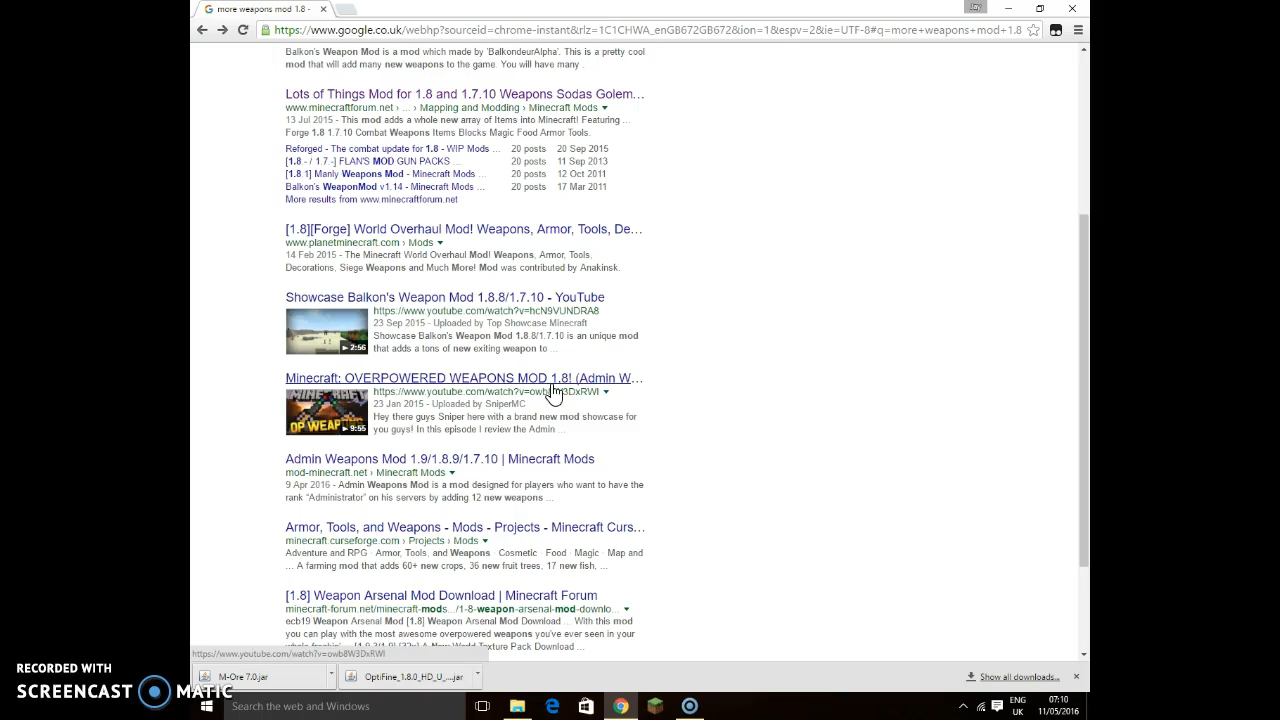 more weapons mod 1.8 -
https://www.google.co.uk/webhp?sourceid=chrome-instant&rlz=1C1CHWA_enGB672GB672&ion=1&espv=2&ie=UTF-8#q=more+weapons+mod+1.8
Balkon's Weapon Mod is a mod which made by 'BalkondeurAlpha'. This is a pretty cool
mod that will add many new weapons to the game. You will have many .
Lots of Things Mod for 1.8 and 1.7.10 Weapons Sodas Golem...
www.minecraftforum.net › ... › Mapping and Modding › Minecraft Mods
13 Jul 2015 - This mod adds a whole new array of Items into Minecraft! Featuring ...
Forge 1.8 1.7.10 Combat Weapons Items Blocks Magic Food Armor Tools.
Reforged - The combat update for 1.8 - WIP Mods ... 20 posts 20 Sep 2015
[1.8 - / 1.7 -] FLAN'S MOD GUN PACKS ... 20 posts 11 Sep 2013
[1.8.1] Manly Weapons Mod - Minecraft Mods ... 20 posts 12 Oct 2011
Balkon's WeaponMod v1.14 - Minecraft Mods ... 20 posts 17 Mar 2011
More results from www.minecraftforum.net
[1.8][Forge] World Overhaul Mod! Weapons, Armor, Tools, De...
www.planetminecraft.com › Mods
14 Feb 2015 - The Minecraft World Overhaul Mod! Weapons, Armor, Tools,
Decorations, Siege Weapons and Much More! Mod was contributed by Anakinsk.
Showcase Balkon's Weapon Mod 1.8.8/1.7.10 - YouTube
https://www.youtube.com/watch?v=hcN9VUNDRA8
23 Sep 2015 - Uploaded by Top Showcase Minecraft
Showcase Balkon's Weapon Mod 1.8.8/1.7.10 is an unique mod
that adds a tons of new exiting weapon to ...
2:56
Minecraft: OVERPOWERED WEAPONS MOD 1.8! (Admin W...
https://www.youtube.com/watch?v=owb8W3DxRWI
23 Jan 2015 - Uploaded by SniperMC
Hey there guys Sniper here with a brand new mod showcase for
you guys! In this episode I review the Admin ...
MINECRAFT
OP WEAPONS
9:55
Admin Weapons Mod 1.9/1.8.9/1.7.10 | Minecraft Mods
mod-minecraft.net › Minecraft Mods
9 Apr 2016 - Admin Weapons Mod is a mod designed for players who want to have the
rank “Administrator” on his servers by adding 12 new weapons ...
Armor, Tools, and Weapons - Mods - Projects - Minecraft Curs...
minecraft.curseforge.com › Projects › Mods
Adventure and RPG · Armor, Tools, and Weapons · Cosmetic · Food · Magic · Map and
... A farming mod that adds 60+ new crops, 36 new fruit trees, 17 new fish, ...
[1.8] Weapon Arsenal Mod Download | Minecraft Forum
minecraft-forum.net/minecraft-mods.../1-8-weapon-arsenal-mod-downlo...
ecb19 Weapon Arsenal Mod [1.8] Weapon Arsenal Mod Download ... With this mod
you can play with the most awesome overpowered weapons you've ever seen in your
https://www.youtube.com/watch?v=owb8W3DxRWI
M-Ore 7.0.jar
OptiFine_1.8.0_HD_U_....jar
Show all downloads...
RECORDED WITH
SCREENCAST MATIC
Search the web and Windows
ENG
UK
07:10
11/05/2016